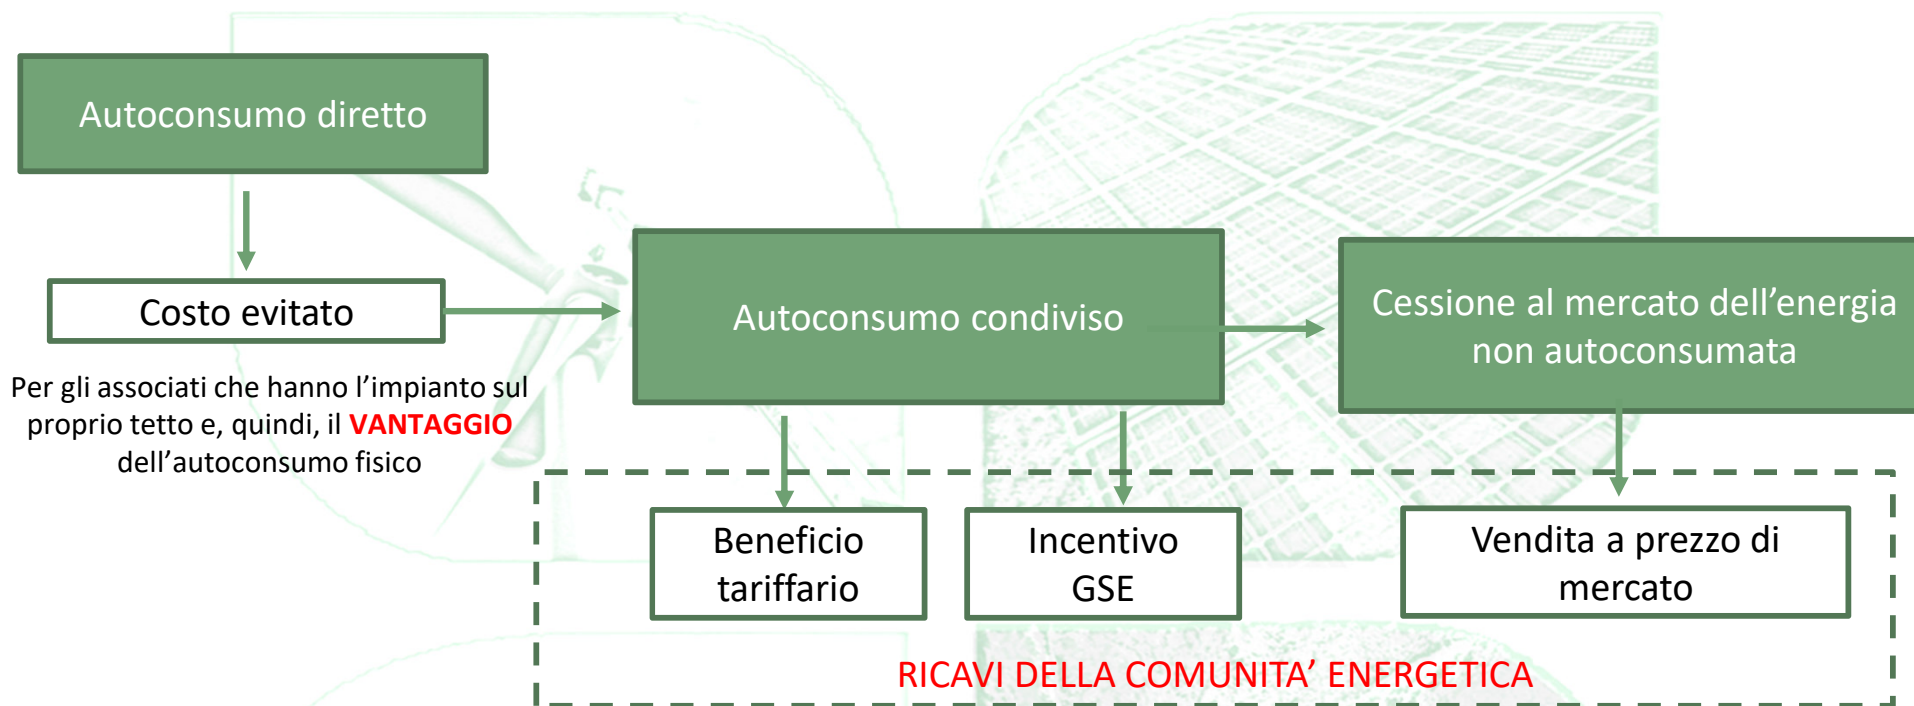 Autoconsumo diretto
Costo evitato
Per gli associati che hanno l’impianto sul
proprio tetto e, quindi, il VANTAGGIO
dell’autoconsumo fisico
Autoconsumo condiviso
Cessione al mercato dell’energia
non autoconsumata
Beneficio
tariffario
Incentivo
GSE
Vendita a prezzo di
mercato
RICAVI DELLA COMUNITA’ ENERGETICA